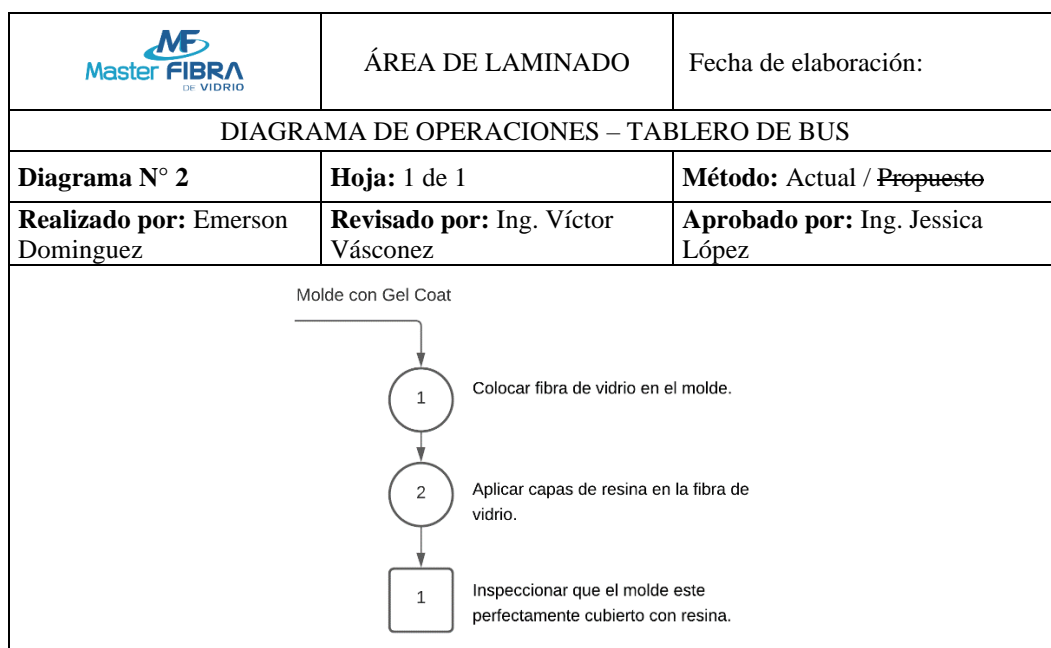 MF
Master FIBRA
DE VIDRIO
ÁREA DE LAMINADO
Fecha de elaboración:
DIAGRAMA DE OPERACIONES – TABLERO DE BUS
Diagrama N° 2
Hoja: 1 de 1
Método: Actual / Propuesto
Realizado por: Emerson
Dominguez
Revisado por: Ing. Víctor
Vásconez
Aprobado por: Ing. Jessica
López
Molde con Gel Coat
1
Colocar fibra de vidrio en el molde.
2
Aplicar capas de resina en la fibra de
vidrio.
1
Inspeccionar que el molde este
perfectamente cubierto con resina.